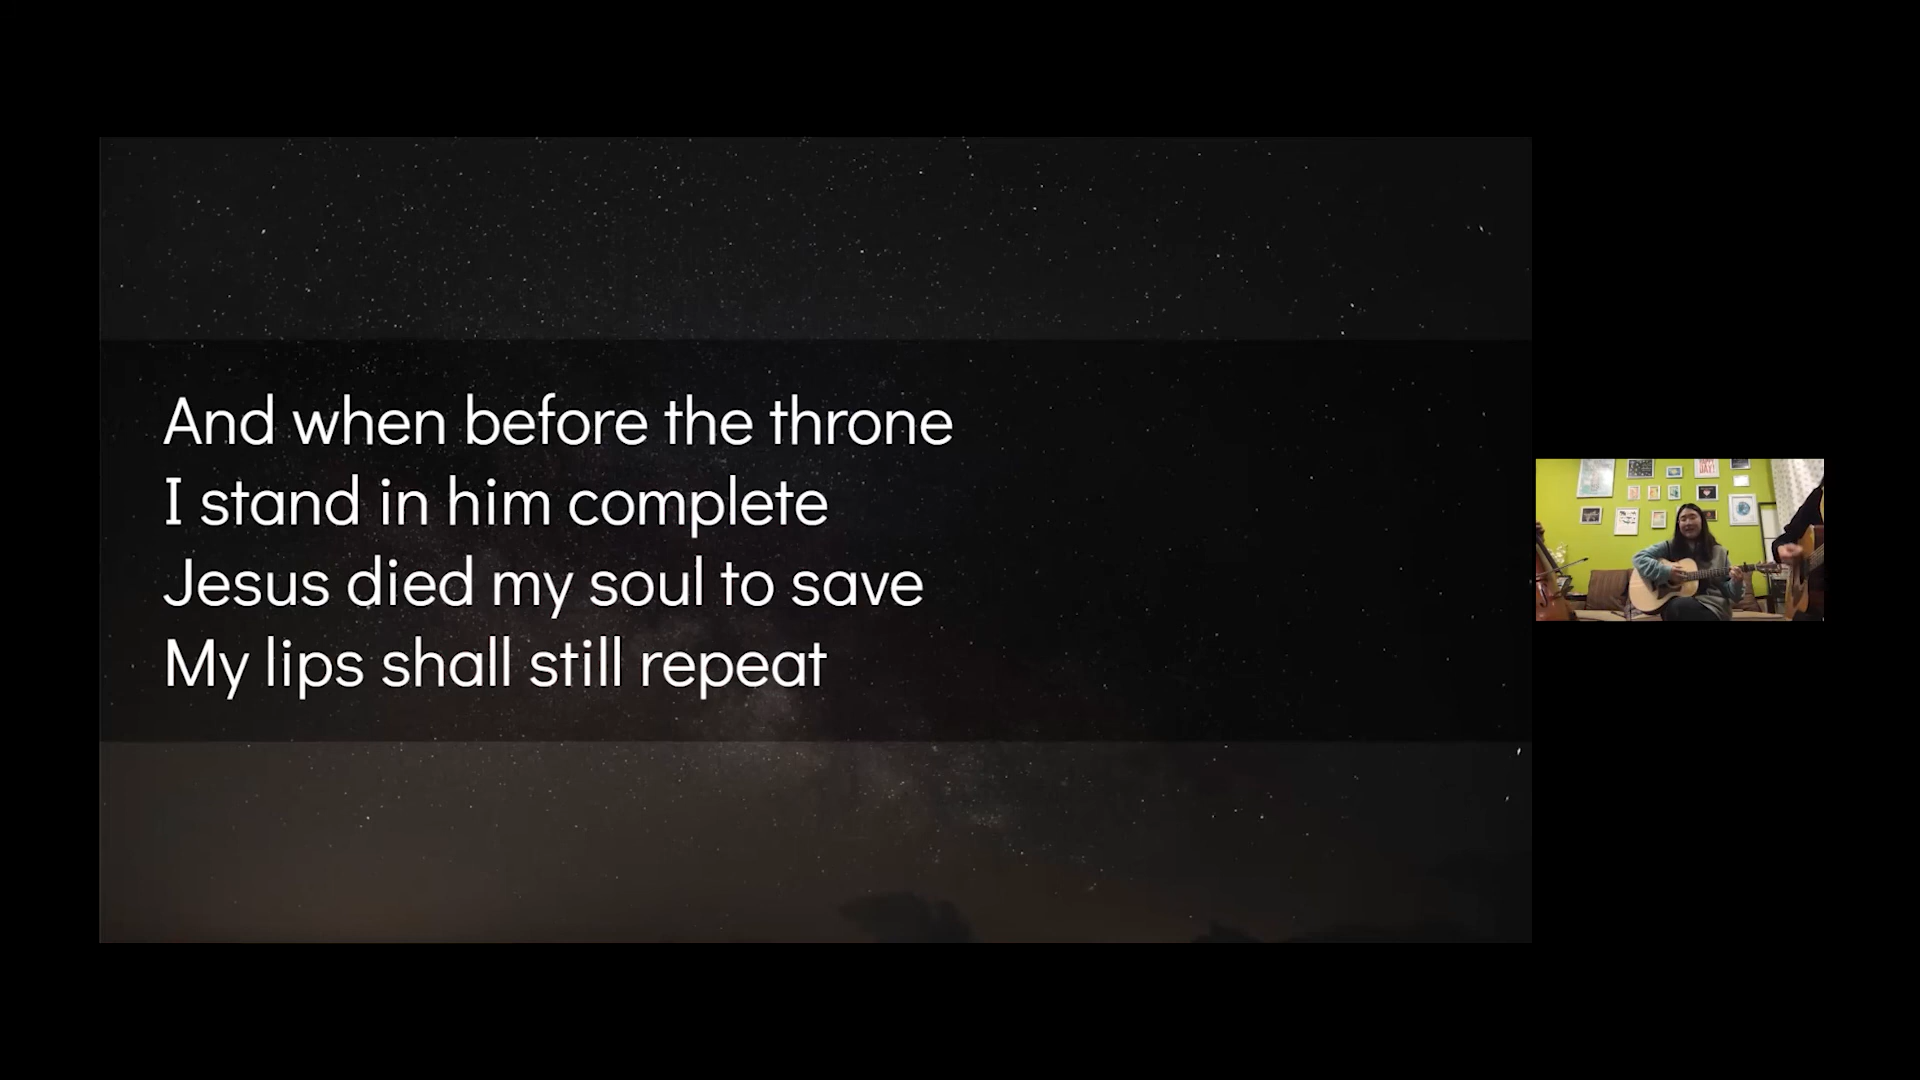 And when before the throne
I stand in him complete
Jesus died my soul to save
My lips shall still repeat